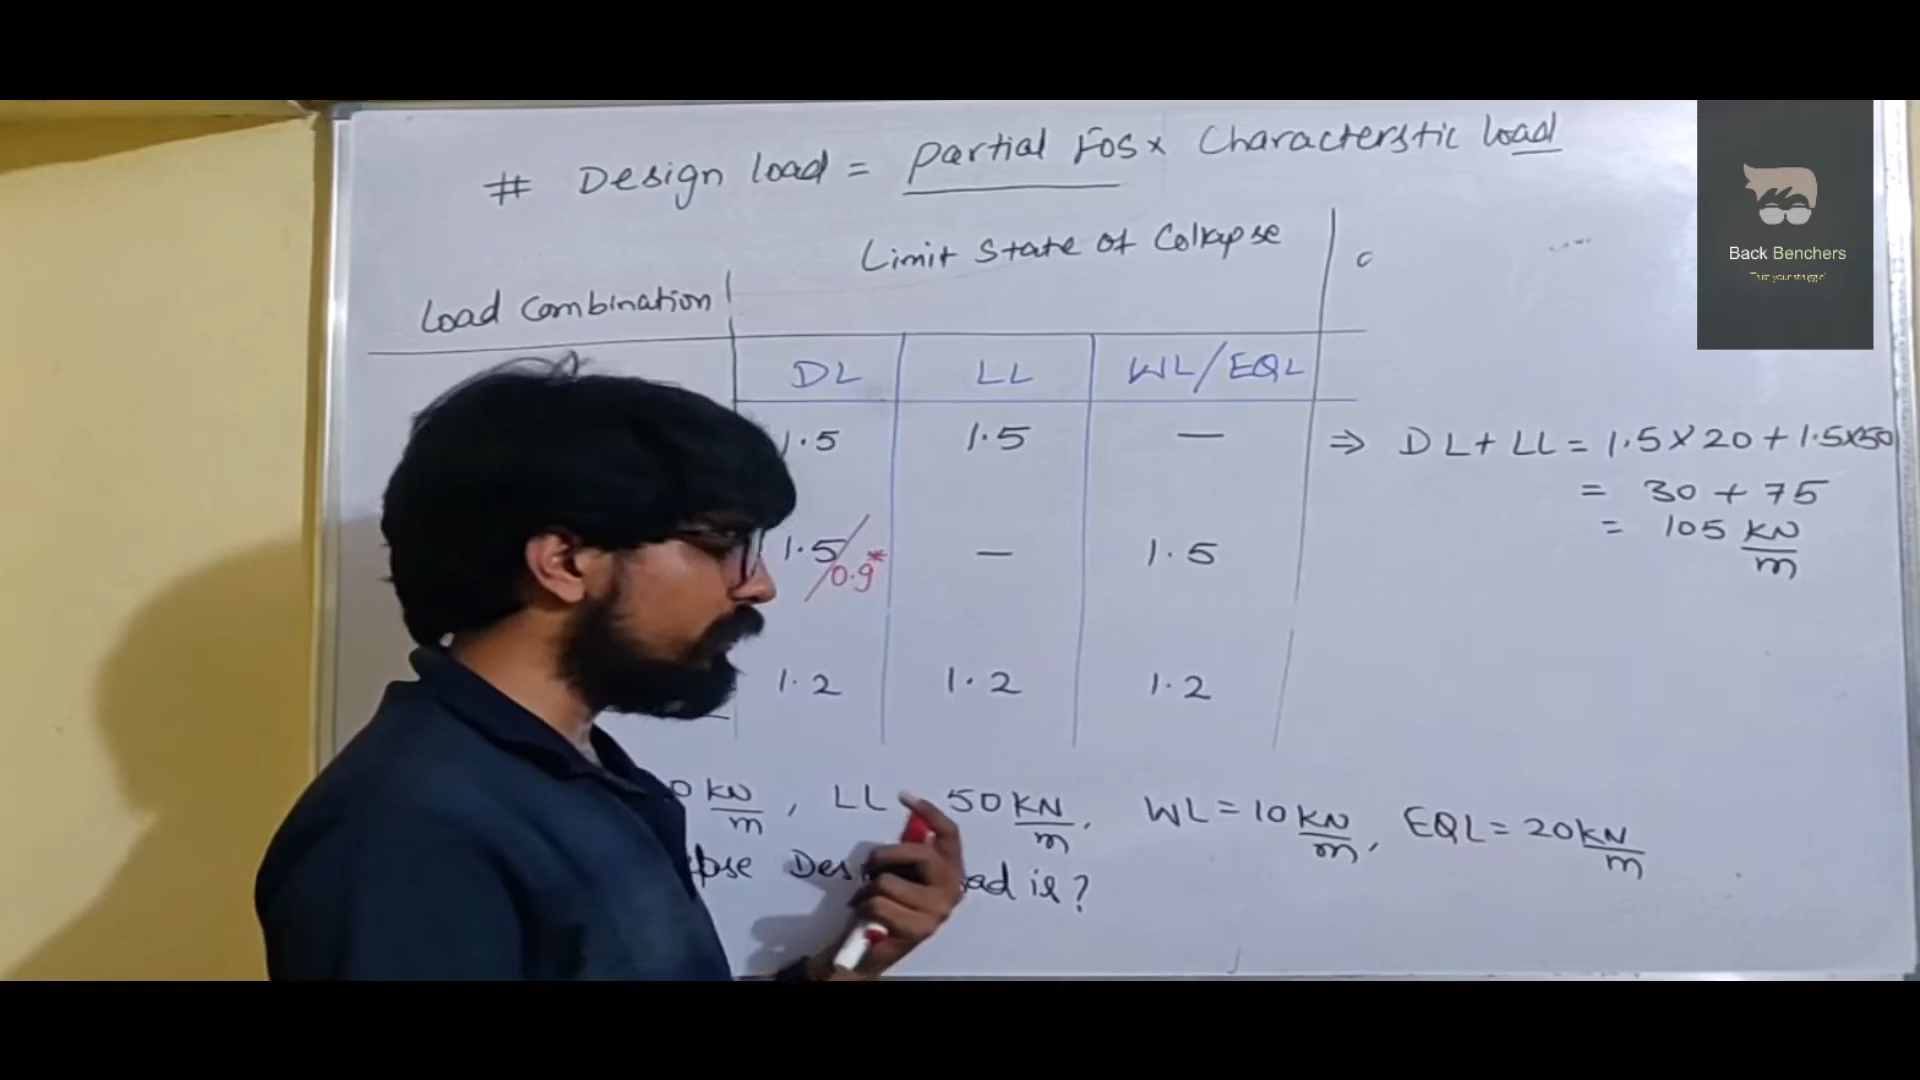 # Design load = Partial FOS x Characterstic load
Limit State of Collapse
Load Combination
DL LL WL/EQL
1.5 1.5 —
1.5/0.9* — 1.5
1.2 1.2 1.2
⇒ DL + LL = 1.5 X 20 + 1.5x50
= 30 + 75
= 105 KN/m
0 KN/m , LL 50 KN/m , WL = 10 KN/m , EQL = 20 KN/m
pse Des ad is?
Back Benchers